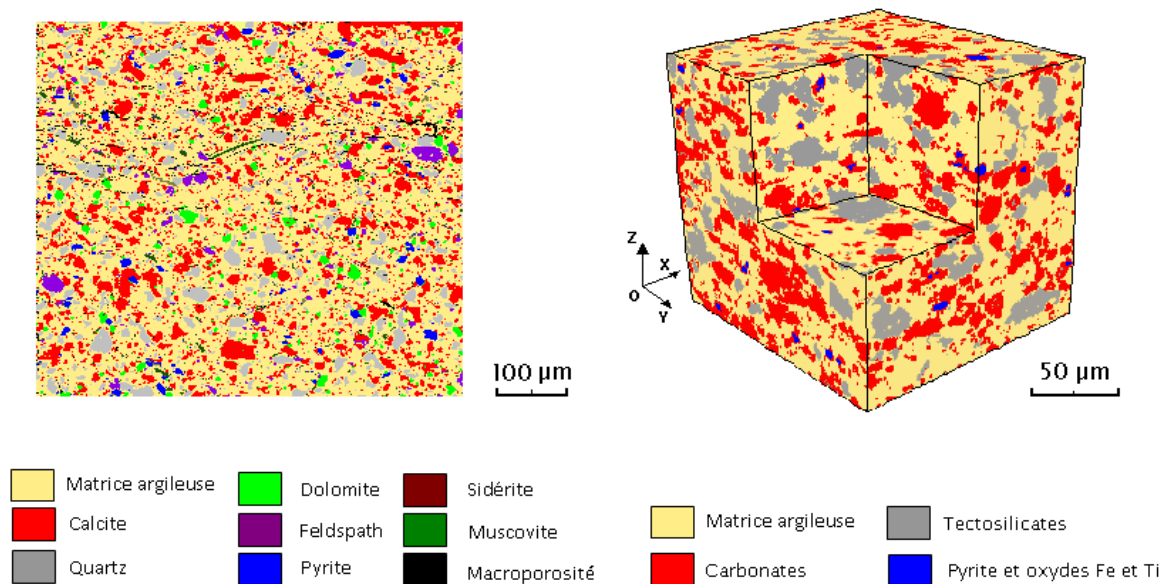 Z
X
O
Y
100 µm
50 µm
Matrice argileuse
Dolomite
Sidérite
Calcite
Feldspath
Muscovite
Quartz
Pyrite
Macroporosité
Matrice argileuse
Tectosilicates
Carbonates
Pyrite et oxydes Fe et Ti